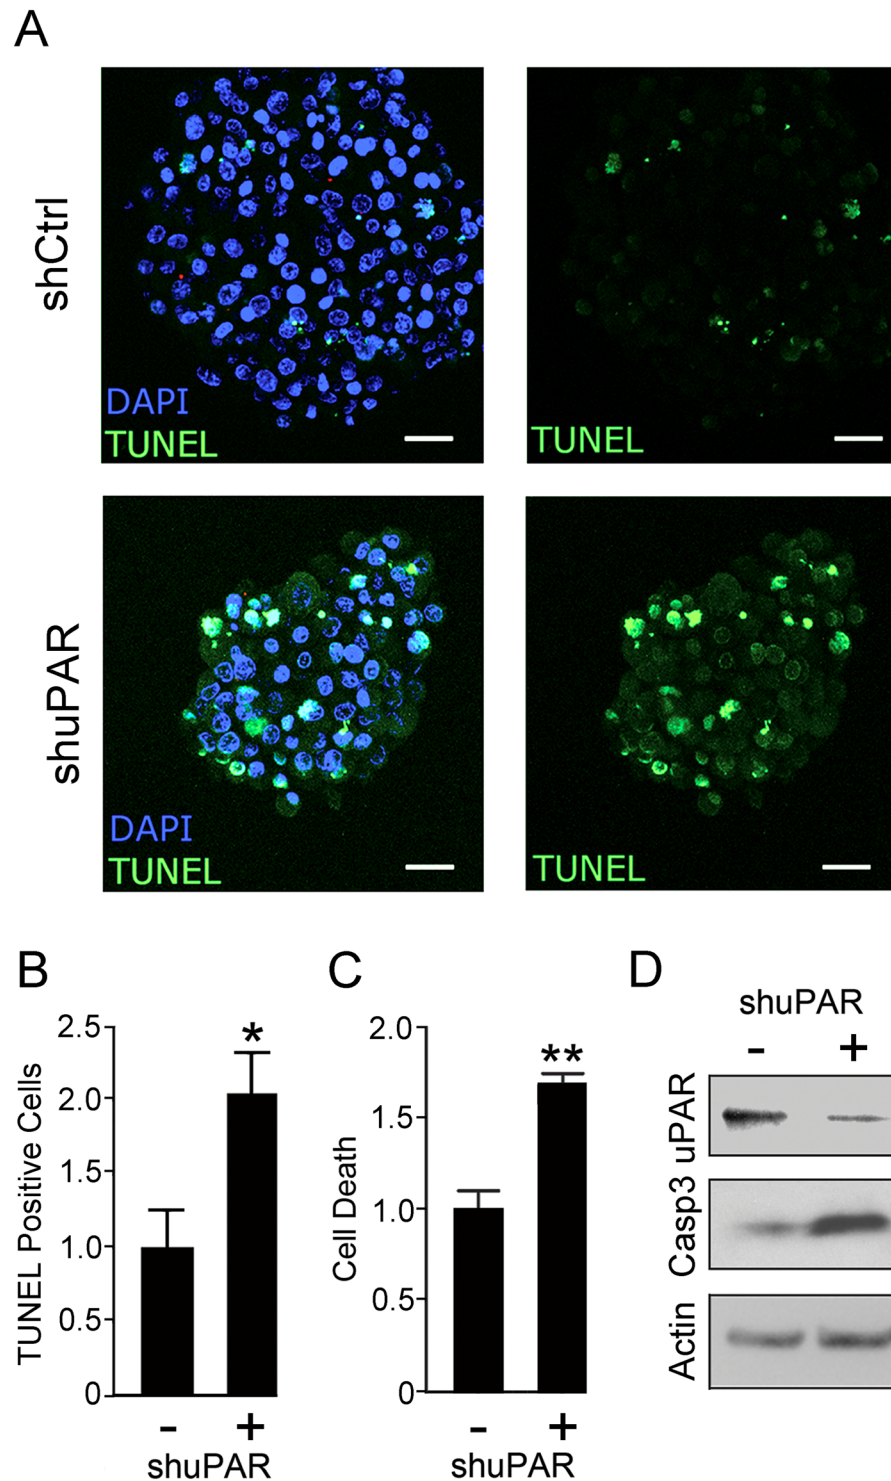 A
shCtrl
DAPI
TUNEL
TUNEL
shuPAR
DAPI
TUNEL
TUNEL
B
TUNEL Positive Cells
2.5
2.0
1.5
1.0
0.5
0
*
- +
shuPAR
C
Cell Death
2.0
1.5
1.0
0.5
0
**
- +
shuPAR
D
shuPAR
- +
uPAR
Casp3
Actin